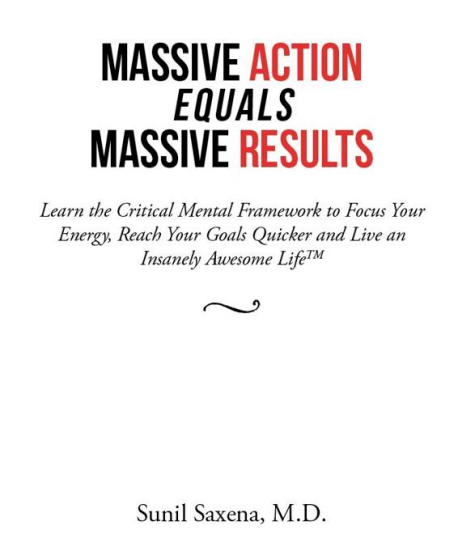 MASSIVE ACTION
EQUALS
MASSIVE RESULTS
Learn the Critical Mental Framework to Focus Your
Energy, Reach Your Goals Quicker and Live an
Insanely Awesome Life™
Sunil Saxena, M.D.